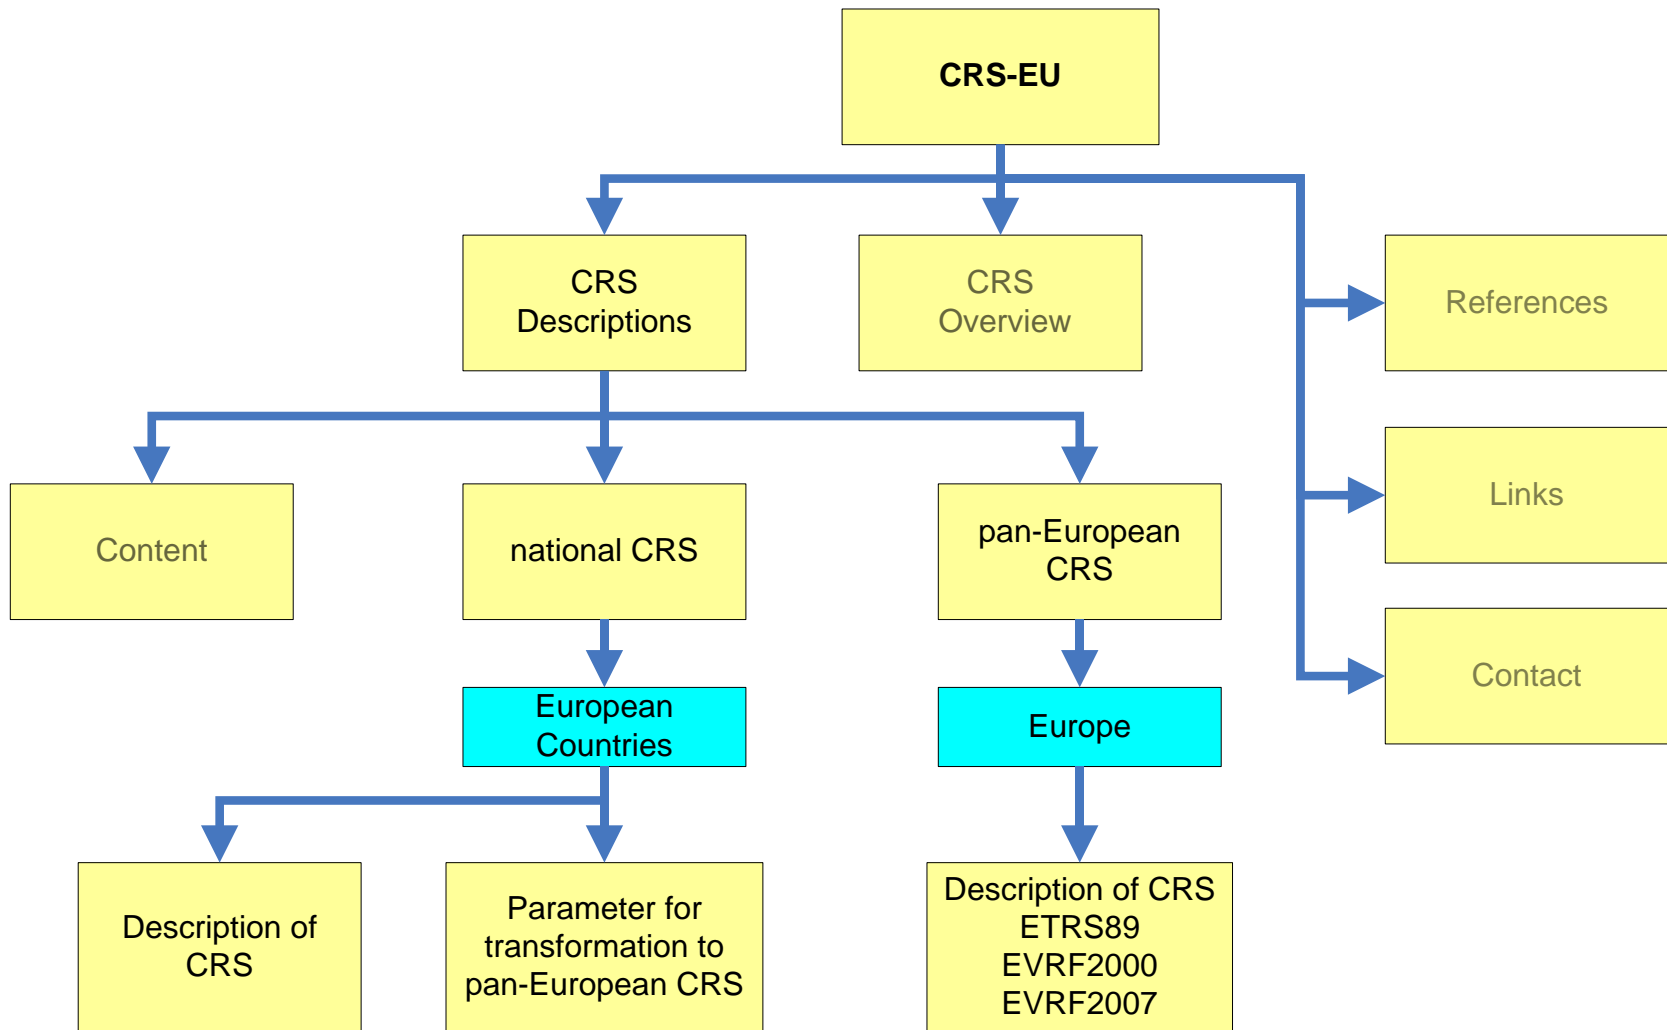 CRS-EU
CRS
Descriptions
CRS
Overview
References
Links
Contact
Content
national CRS
pan-European
CRS
European
Countries
Europe
Description of
CRS
Parameter for
transformation to
pan-European CRS
Description of CRS
ETRS89
EVRF2000
EVRF2007